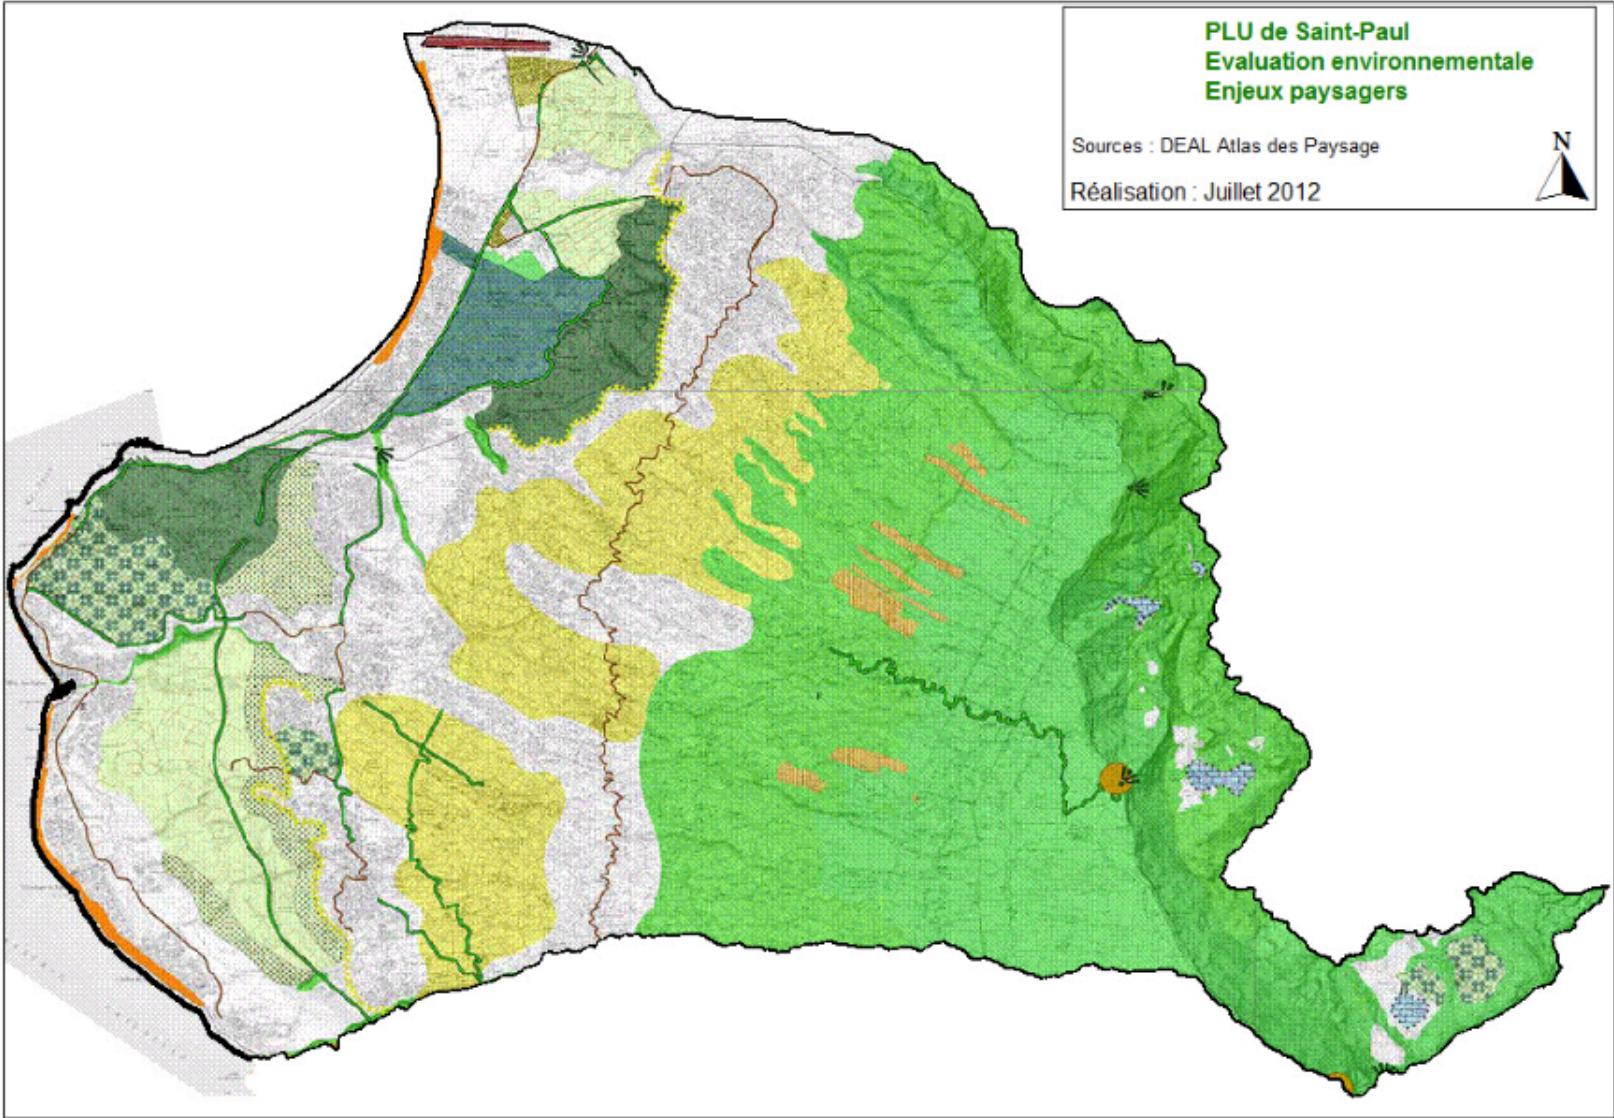 PLU de Saint-Paul
Evaluation environnementale
Enjeux paysagers
Sources : DEAL Atlas des Paysage
N
Réalisation : Juillet 2012